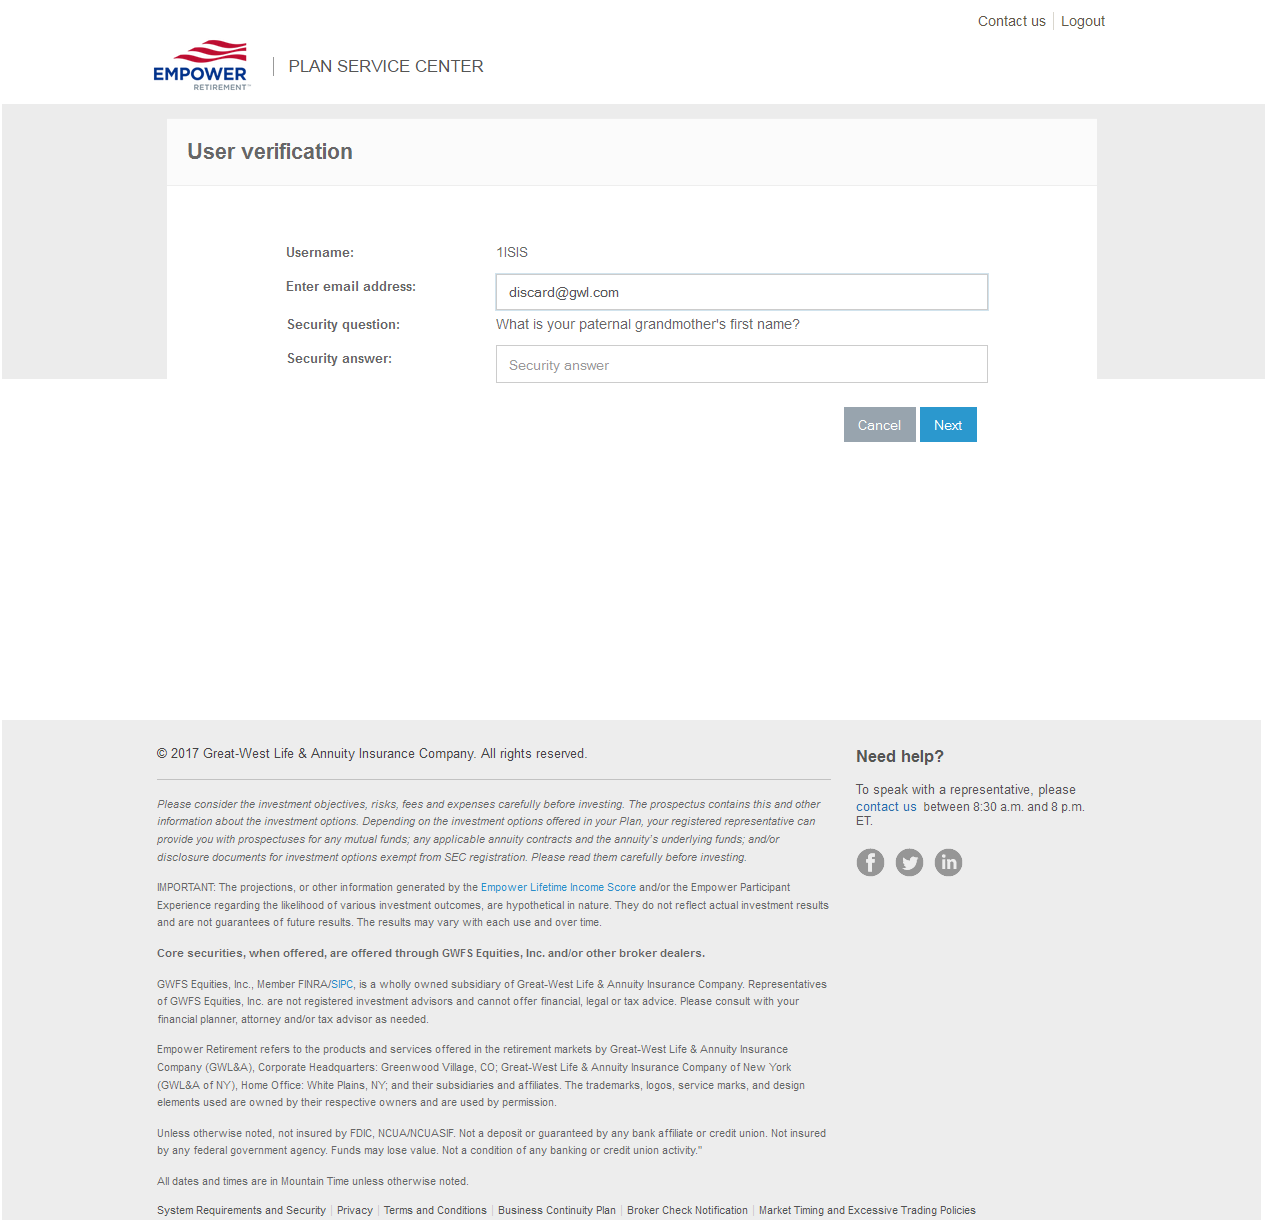 Contact us | Logout
EMPOWER
RETIREMENT™
PLAN SERVICE CENTER
User verification
Username: 1ISIS
Enter email address: discard@gwl.com
Security question: What is your paternal grandmother's first name?
Security answer: Security answer
Cancel Next
© 2017 Great-West Life & Annuity Insurance Company. All rights reserved.
Please consider the investment objectives, risks, fees and expenses carefully before investing. The prospectus contains this and other
information about the investment options. Depending on the investment options offered in your Plan, your registered representative can
provide you with prospectuses for any mutual funds; any applicable annuity contracts and the annuity's underlying funds; and/or
disclosure documents for investment options exempt from SEC registration. Please read them carefully before investing.
IMPORTANT: The projections, or other information generated by the Empower Lifetime Income Score and/or the Empower Participant
Experience regarding the likelihood of various investment outcomes, are hypothetical in nature. They do not reflect actual investment results
and are not guarantees of future results. The results may vary with each use and over time.
Core securities, when offered, are offered through GWFS Equities, Inc. and/or other broker dealers.
GWFS Equities, Inc., Member FINRA/SIPC, is a wholly owned subsidiary of Great-West Life & Annuity Insurance Company. Representatives
of GWFS Equities, Inc. are not registered investment advisors and cannot offer financial, legal or tax advice. Please consult with your
financial planner, attorney and/or tax advisor as needed.
Empower Retirement refers to the products and services offered in the retirement markets by Great-West Life & Annuity Insurance
Company (GWL&A), Corporate Headquarters: Greenwood Village, CO; Great-West Life & Annuity Insurance Company of New York
(GWL&A of NY), Home Office: White Plains, NY; and their subsidiaries and affiliates. The trademarks, logos, service marks, and design
elements used are owned by their respective owners and are used by permission.
Unless otherwise noted, not insured by FDIC, NCUA/NCUASIF. Not a deposit or guaranteed by any bank affiliate or credit union. Not insured
by any federal government agency. Funds may lose value. Not a condition of any banking or credit union activity."
All dates and times are in Mountain Time unless otherwise noted.
System Requirements and Security | Privacy | Terms and Conditions | Business Continuity Plan | Broker Check Notification | Market Timing and Excessive Trading Policies
Need help?
To speak with a representative, please
contact us between 8:30 a.m. and 8 p.m.
ET.